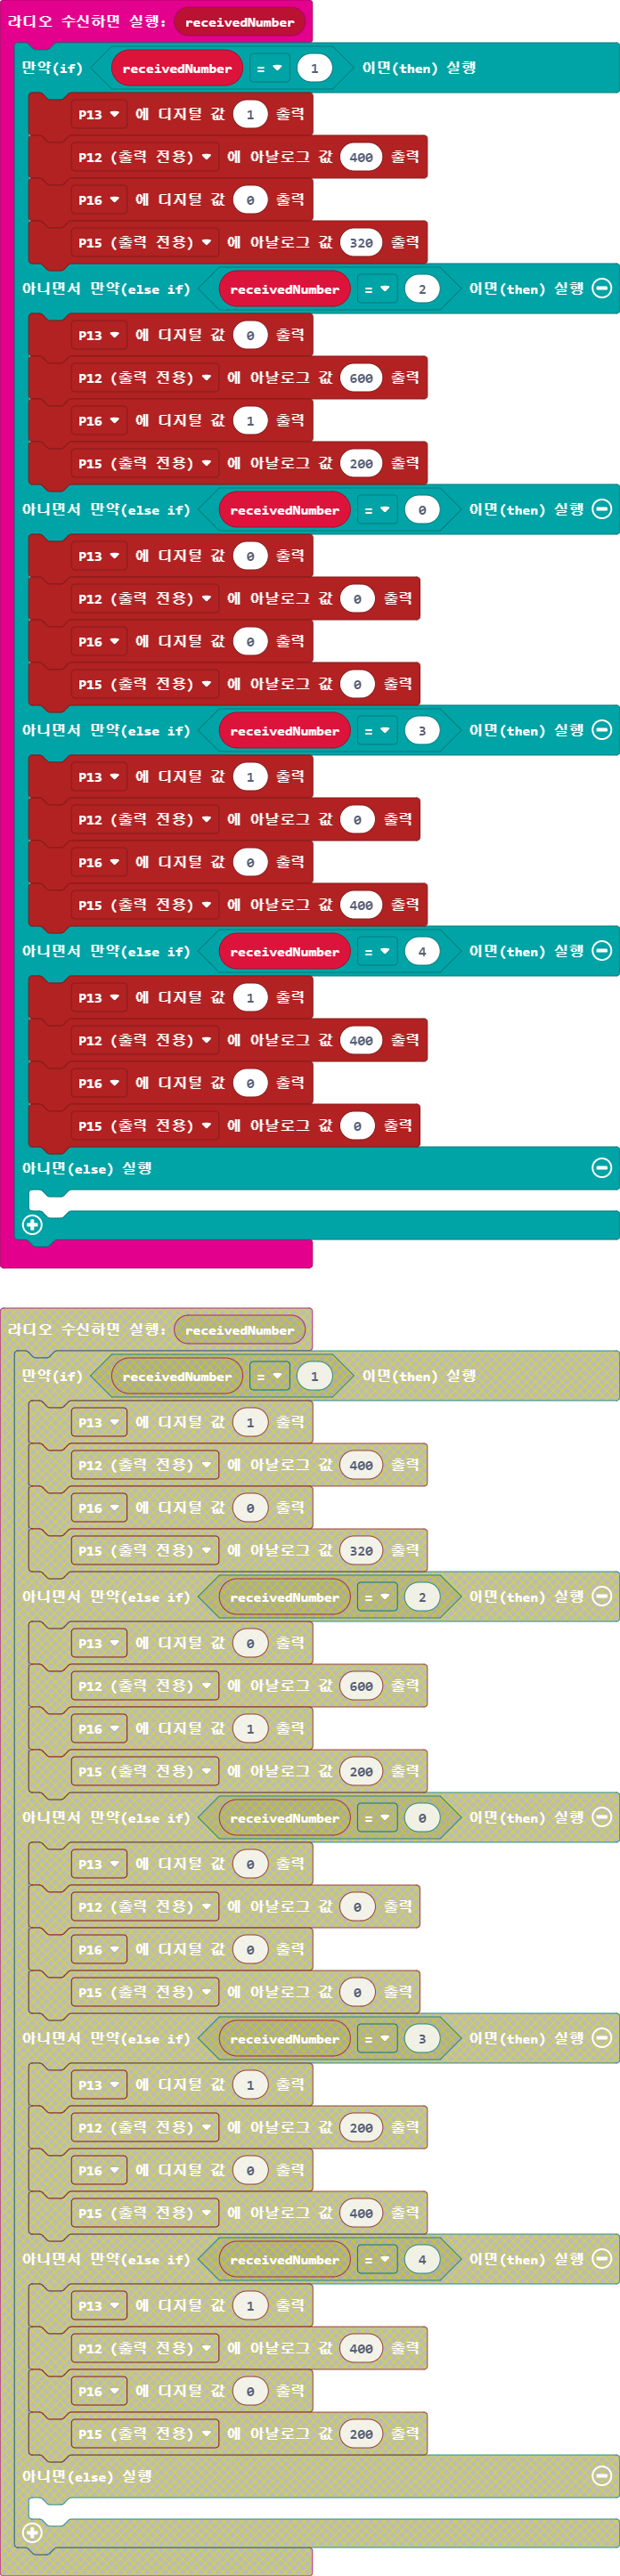 라디오 수신하면 실행: receivedNumber
만약(if) receivedNumber = 1 이면(then) 실행
P13 에 디지털 값 1 출력
P12 (출력 전용) 에 아날로그 값 400 출력
P16 에 디지털 값 0 출력
P15 (출력 전용) 에 아날로그 값 320 출력
아니면서 만약(else if) receivedNumber = 2 이면(then) 실행
P13 에 디지털 값 0 출력
P12 (출력 전용) 에 아날로그 값 600 출력
P16 에 디지털 값 1 출력
P15 (출력 전용) 에 아날로그 값 200 출력
아니면서 만약(else if) receivedNumber = 0 이면(then) 실행
P13 에 디지털 값 0 출력
P12 (출력 전용) 에 아날로그 값 0 출력
P16 에 디지털 값 0 출력
P15 (출력 전용) 에 아날로그 값 0 출력
아니면서 만약(else if) receivedNumber = 3 이면(then) 실행
P13 에 디지털 값 1 출력
P12 (출력 전용) 에 아날로그 값 0 출력
P16 에 디지털 값 0 출력
P15 (출력 전용) 에 아날로그 값 400 출력
아니면서 만약(else if) receivedNumber = 4 이면(then) 실행
P13 에 디지털 값 1 출력
P12 (출력 전용) 에 아날로그 값 400 출력
P16 에 디지털 값 0 출력
P15 (출력 전용) 에 아날로그 값 0 출력
아니면(else) 실행
라디오 수신하면 실행: receivedNumber
만약(if) receivedNumber = 1 이면(then) 실행
P13 에 디지털 값 1 출력
P12 (출력 전용) 에 아날로그 값 400 출력
P16 에 디지털 값 0 출력
P15 (출력 전용) 에 아날로그 값 320 출력
아니면서 만약(else if) receivedNumber = 2 이면(then) 실행
P13 에 디지털 값 0 출력
P12 (출력 전용) 에 아날로그 값 600 출력
P16 에 디지털 값 1 출력
P15 (출력 전용) 에 아날로그 값 200 출력
아니면서 만약(else if) receivedNumber = 0 이면(then) 실행
P13 에 디지털 값 0 출력
P12 (출력 전용) 에 아날로그 값 0 출력
P16 에 디지털 값 0 출력
P15 (출력 전용) 에 아날로그 값 0 출력
아니면서 만약(else if) receivedNumber = 3 이면(then) 실행
P13 에 디지털 값 1 출력
P12 (출력 전용) 에 아날로그 값 200 출력
P16 에 디지털 값 0 출력
P15 (출력 전용) 에 아날로그 값 400 출력
아니면서 만약(else if) receivedNumber = 4 이면(then) 실행
P13 에 디지털 값 1 출력
P12 (출력 전용) 에 아날로그 값 400 출력
P16 에 디지털 값 0 출력
P15 (출력 전용) 에 아날로그 값 200 출력
아니면(else) 실행